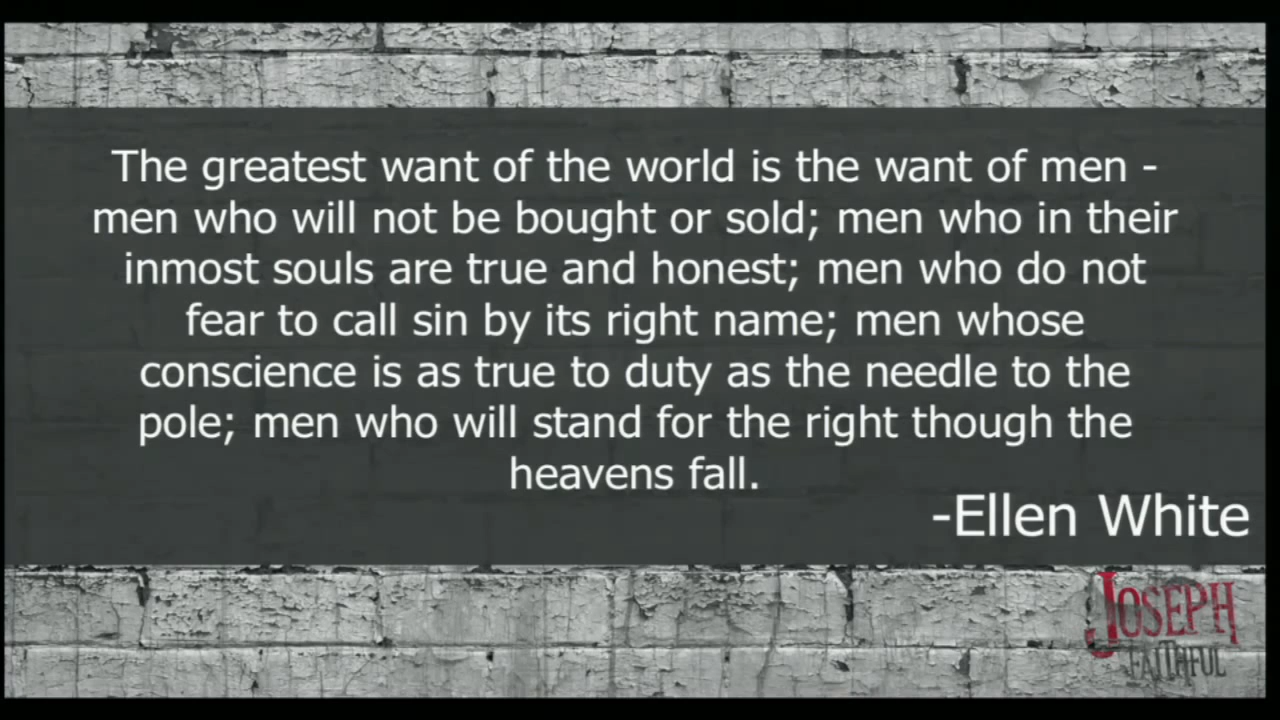 The greatest want of the world is the want of men -
men who will not be bought or sold; men who in their
inmost souls are true and honest; men who do not
fear to call sin by its right name; men whose
conscience is as true to duty as the needle to the
pole; men who will stand for the right though the
heavens fall.
-Ellen White
JOSEPH
FAITHFUL